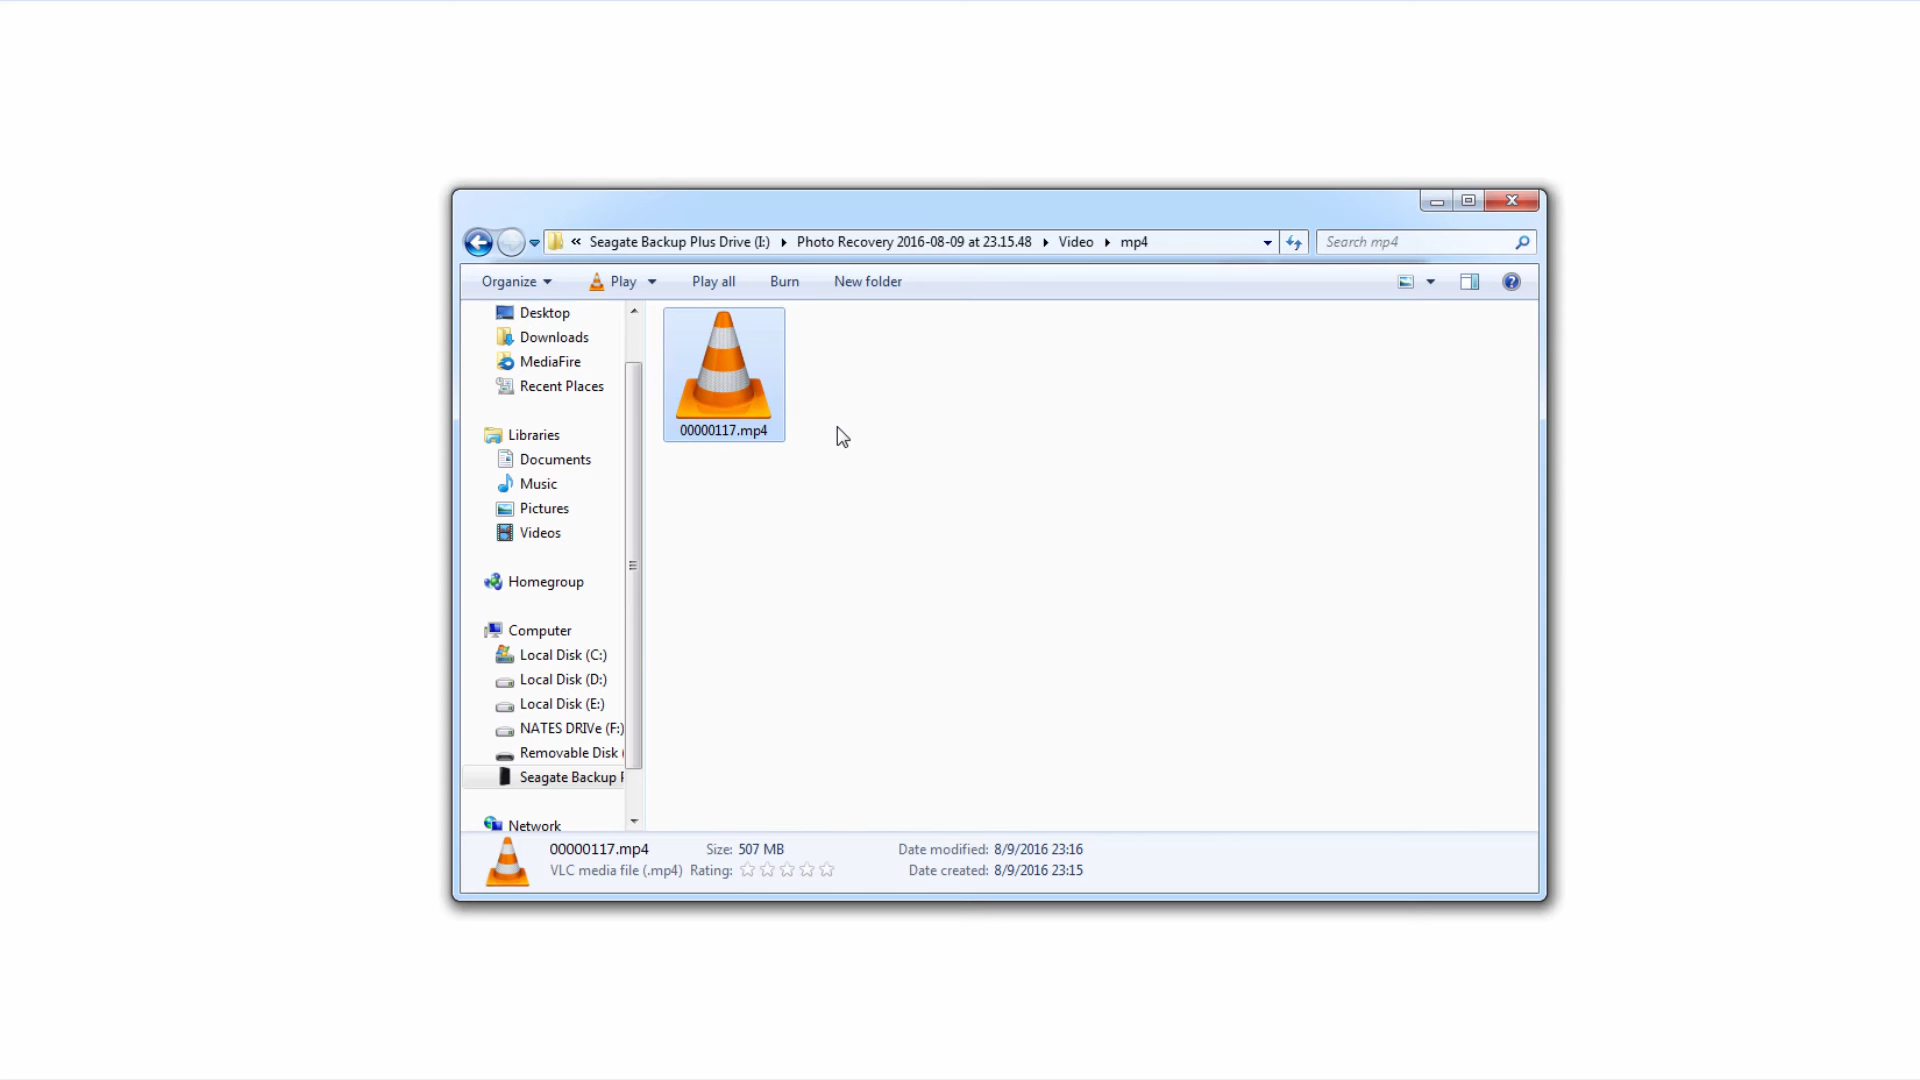 « Seagate Backup Plus Drive (I:) Photo Recovery 2016-08-09 at 23.15.48 Video mp4 Search mp4
Organize Play Play all Burn New folder
Desktop
Downloads
MediaFire
Recent Places
Libraries
Documents
Music
Pictures
Videos
Homegroup
Computer
Local Disk (C:)
Local Disk (D:)
Local Disk (E:)
NATES DRIVe (F:)
Removable Disk (
Seagate Backup P
Network
00000117.mp4
00000117.mp4 Size: 507 MB Date modified: 8/9/2016 23:16
VLC media file (.mp4) Rating: Date created: 8/9/2016 23:15